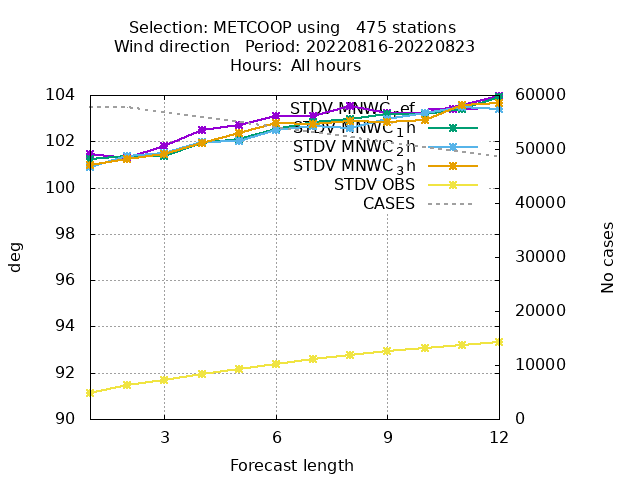 Selection: METCOOP using 475 stations
Wind direction Period: 20220816-20220823
Hours: All hours
104
102
100
98
96
94
92
90
60000
50000
40000
30000
20000
10000
0
STDV MNWC_ref
STDV MNWC_1h
STDV MNWC_2h
STDV MNWC_3h
STDV OBS
CASES
deg
No cases
3
6
9
12
Forecast length